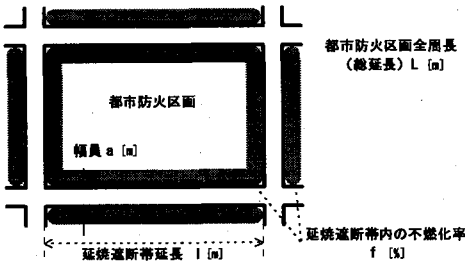 都市防火区画全周長
（総延長）L [m]
都市防火区画
幅員 a [m]
延焼遮断帯内の不燃化率
f [%]
延焼遮断帯延長 l [m]